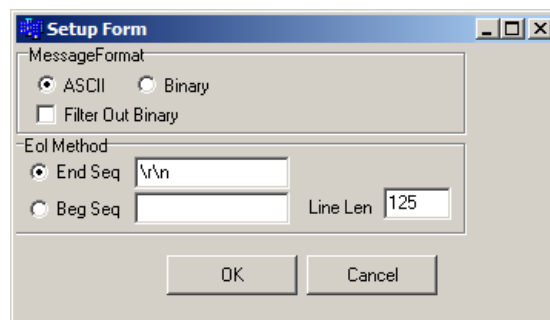 Setup Form
MessageFormat
ASCII Binary
Filter Out Binary
Eol Method
End Seq \r\n
Beg Seq Line Len 125
OK Cancel